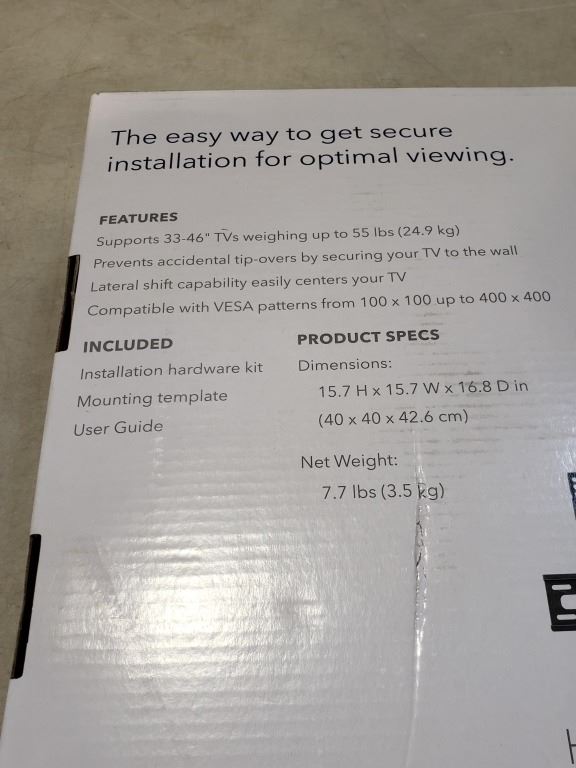 The easy way to get secure
installation for optimal viewing.
FEATURES
Supports 33-46" TVs weighing up to 55 lbs (24.9 kg)
Prevents accidental tip-overs by securing your TV to the wall
Lateral shift capability easily centers your TV
Compatible with VESA patterns from 100 x 100 up to 400 x 400
INCLUDED
Installation hardware kit
Mounting template
User Guide
PRODUCT SPECS
Dimensions:
15.7 H x 15.7 W x 16.8 D in
(40 x 40 x 42.6 cm)
Net Weight:
7.7 lbs (3.5 kg)